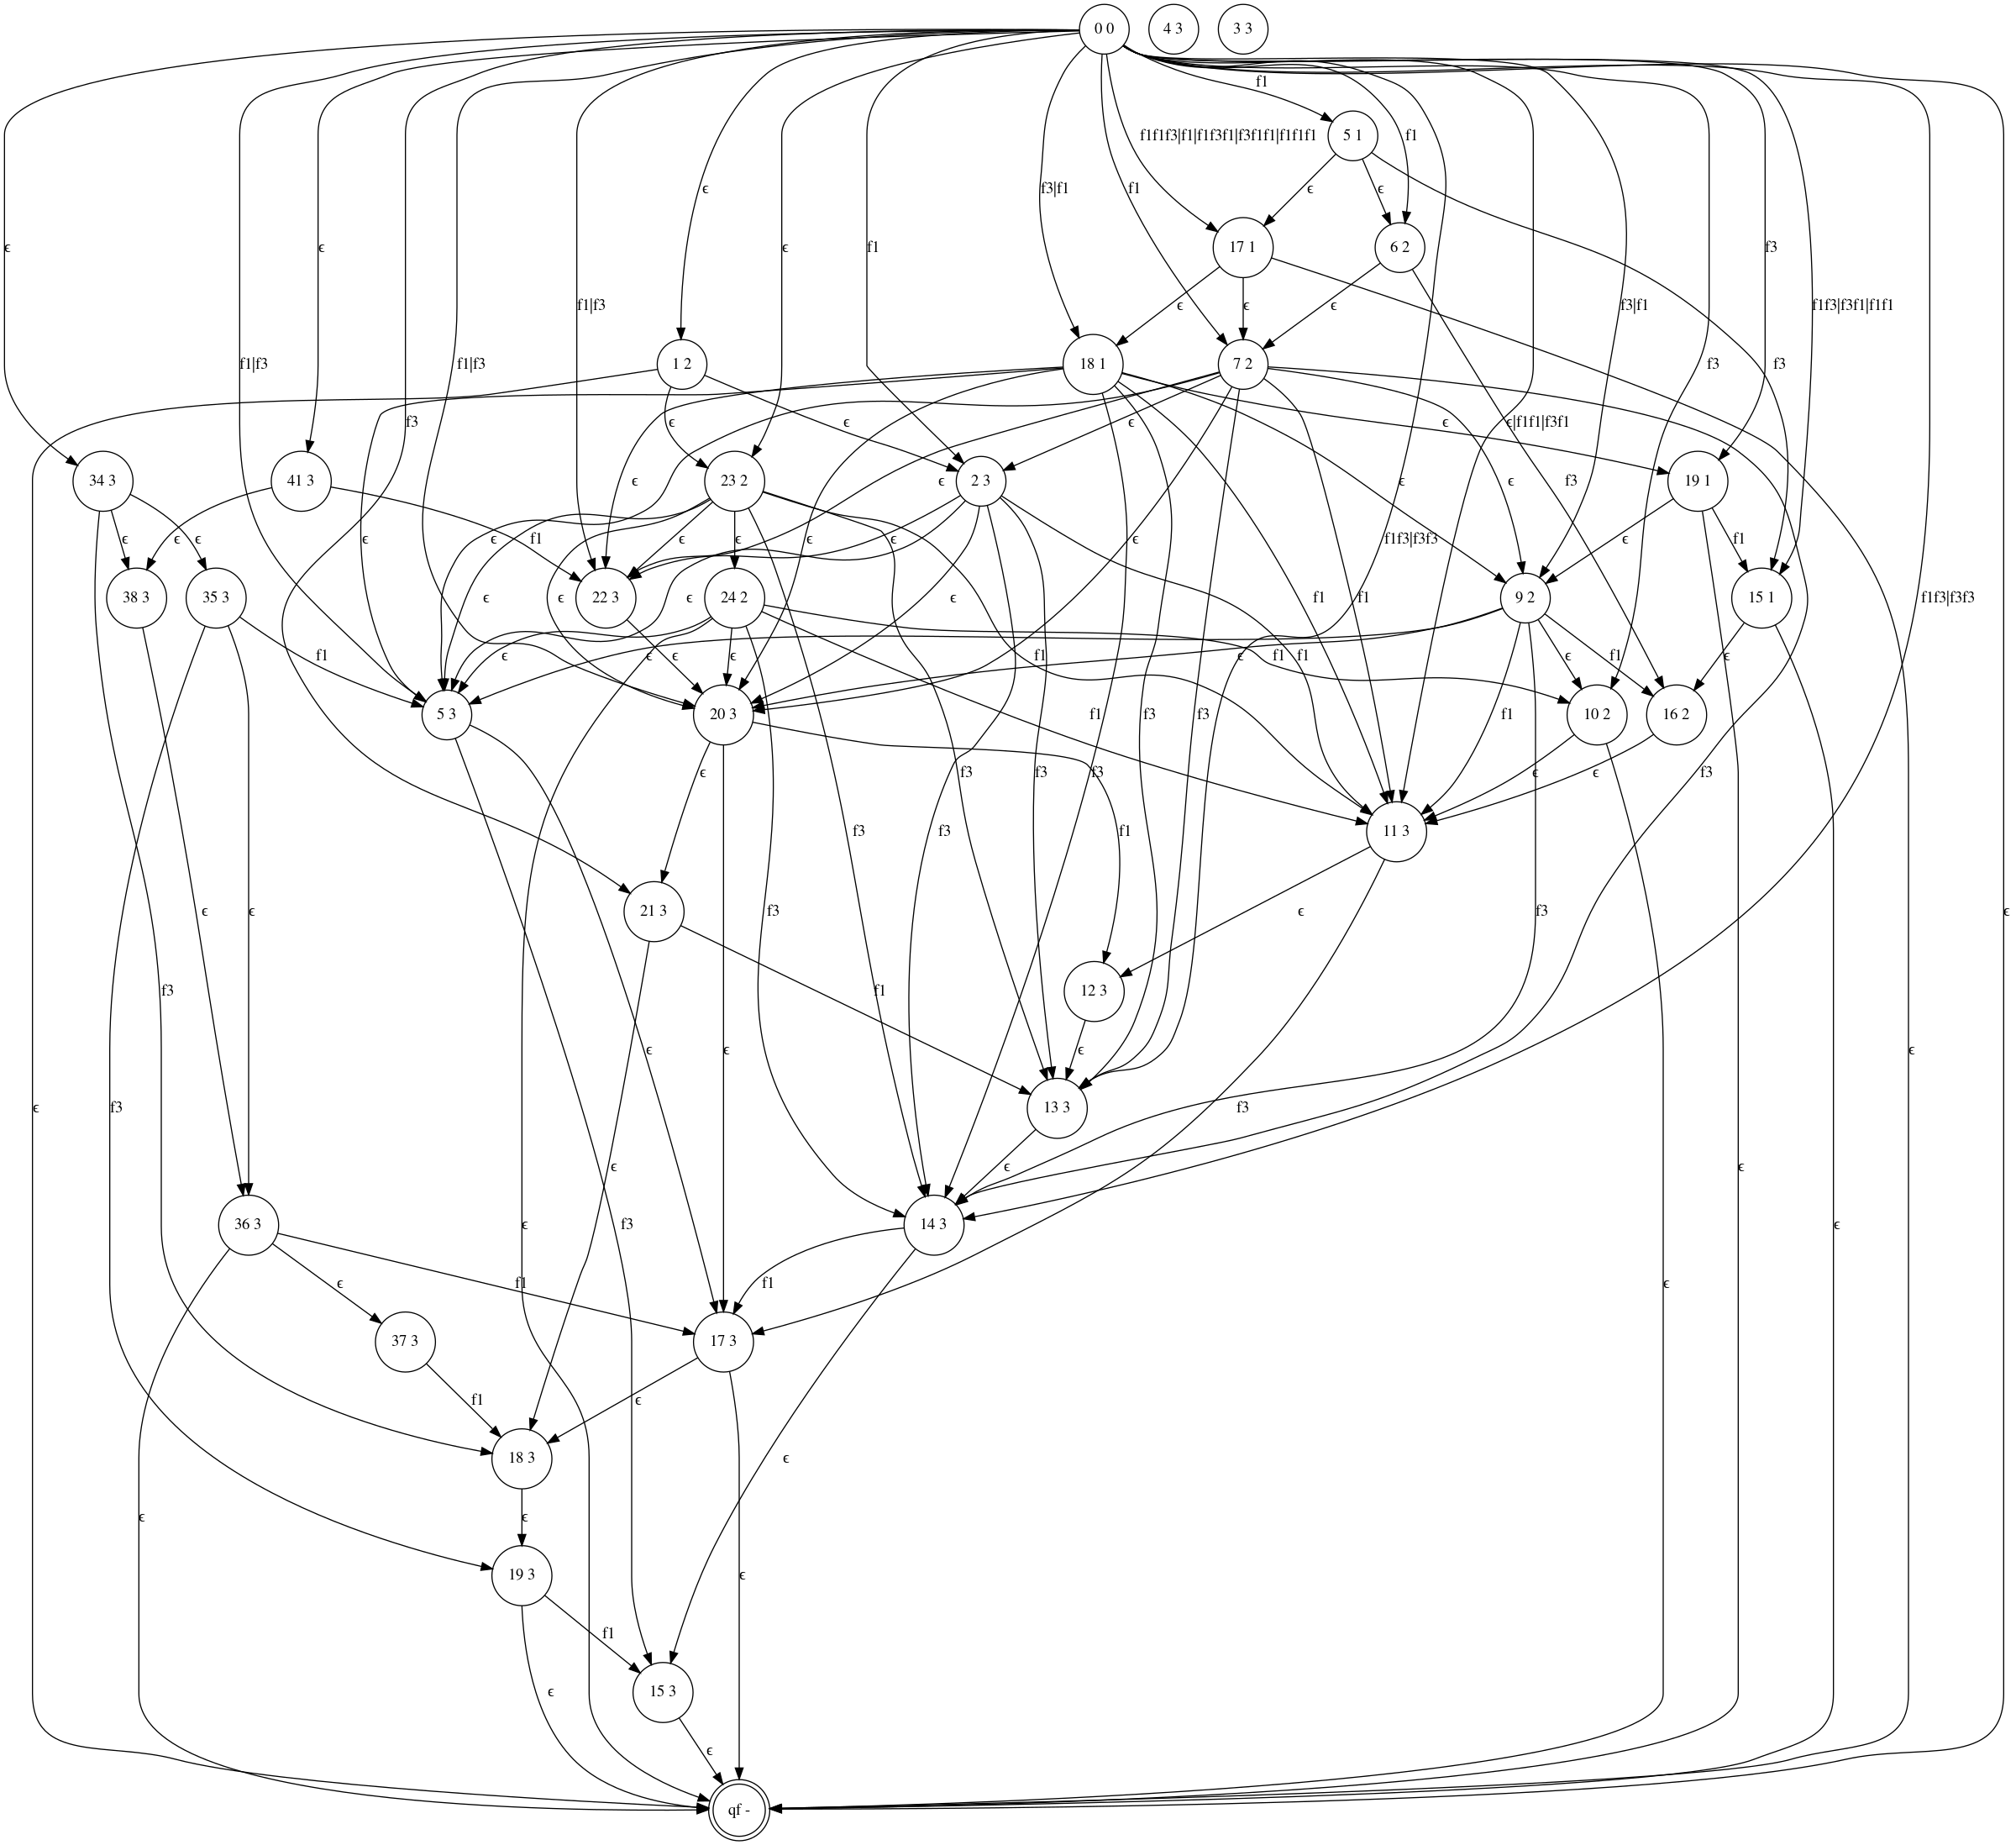 0 0 4 3 3 3
f1
5 1
f1f1f3|f1|f1f3f1|f3f1f1|f1f1f1 f1
ϵ f3|f1 f1
ϵ ϵ
17 1 6 2
ϵ ϵ ϵ f1
f1|f3 f3|f1 f3 f1f3|f3f1|f1f1
ϵ ϵ ϵ
f1|f3 f1|f3 f3 f3
1 2 18 1 7 2
f3 ϵ ϵ ϵ ϵ ϵ|f1f1|f3f1
34 3 41 3 23 2 2 3 ϵ ϵ ϵ f3 19 1
ϵ ϵ ϵ f1 ϵ ϵ ϵ ϵ ϵ ϵ ϵ f1f3|f3f3 f1
38 3 35 3 22 3 24 2 9 2 15 1 f1f3|f3f3
ϵ ϵ ϵ ϵ f1 f1
f1 ϵ ϵ ϵ ϵ ϵ f1 f1 f1 ϵ f1 ϵ
5 3 20 3 f1 f3 f3 f1 10 2 16 2
ϵ f1 f3 f3 f3 ϵ ϵ f3
11 3
ϵ ϵ f3 21 3 f3 f3 ϵ f3
f3 f1
12 3
f3 ϵ ϵ ϵ ϵ
ϵ 13 3 f3
ϵ ϵ ϵ ϵ
36 3 f3 ϵ 14 3 ϵ
ϵ f1 f1 ϵ
37 3 17 3
f1 ϵ
18 3 ϵ
ϵ ϵ ϵ
19 3
f1
ϵ 15 3
ϵ
qf -